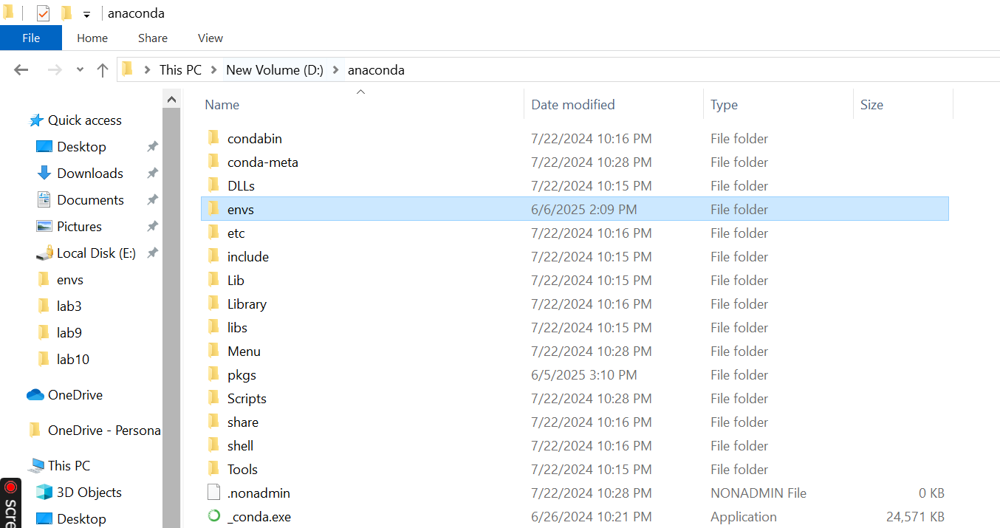 anaconda
File Home Share View
This PC New Volume (D:) anaconda
Quick access
Desktop
Downloads
Documents
Pictures
Local Disk (E:)
envs
lab3
lab9
lab10
OneDrive
OneDrive - Persona
This PC
3D Objects
Desktop
scre
Name Date modified Type Size
condabin 7/22/2024 10:16 PM File folder
conda-meta 7/22/2024 10:28 PM File folder
DLLs 7/22/2024 10:15 PM File folder
envs 6/6/2025 2:09 PM File folder
etc 7/22/2024 10:16 PM File folder
include 7/22/2024 10:15 PM File folder
Lib 7/22/2024 10:15 PM File folder
Library 7/22/2024 10:16 PM File folder
libs 7/22/2024 10:15 PM File folder
Menu 7/22/2024 10:28 PM File folder
pkgs 6/5/2025 3:10 PM File folder
Scripts 7/22/2024 10:28 PM File folder
share 7/22/2024 10:16 PM File folder
shell 7/22/2024 10:16 PM File folder
Tools 7/22/2024 10:15 PM File folder
.nonadmin 7/22/2024 10:28 PM NONADMIN File 0 KB
_conda.exe 6/26/2024 10:21 PM Application 24,571 KB